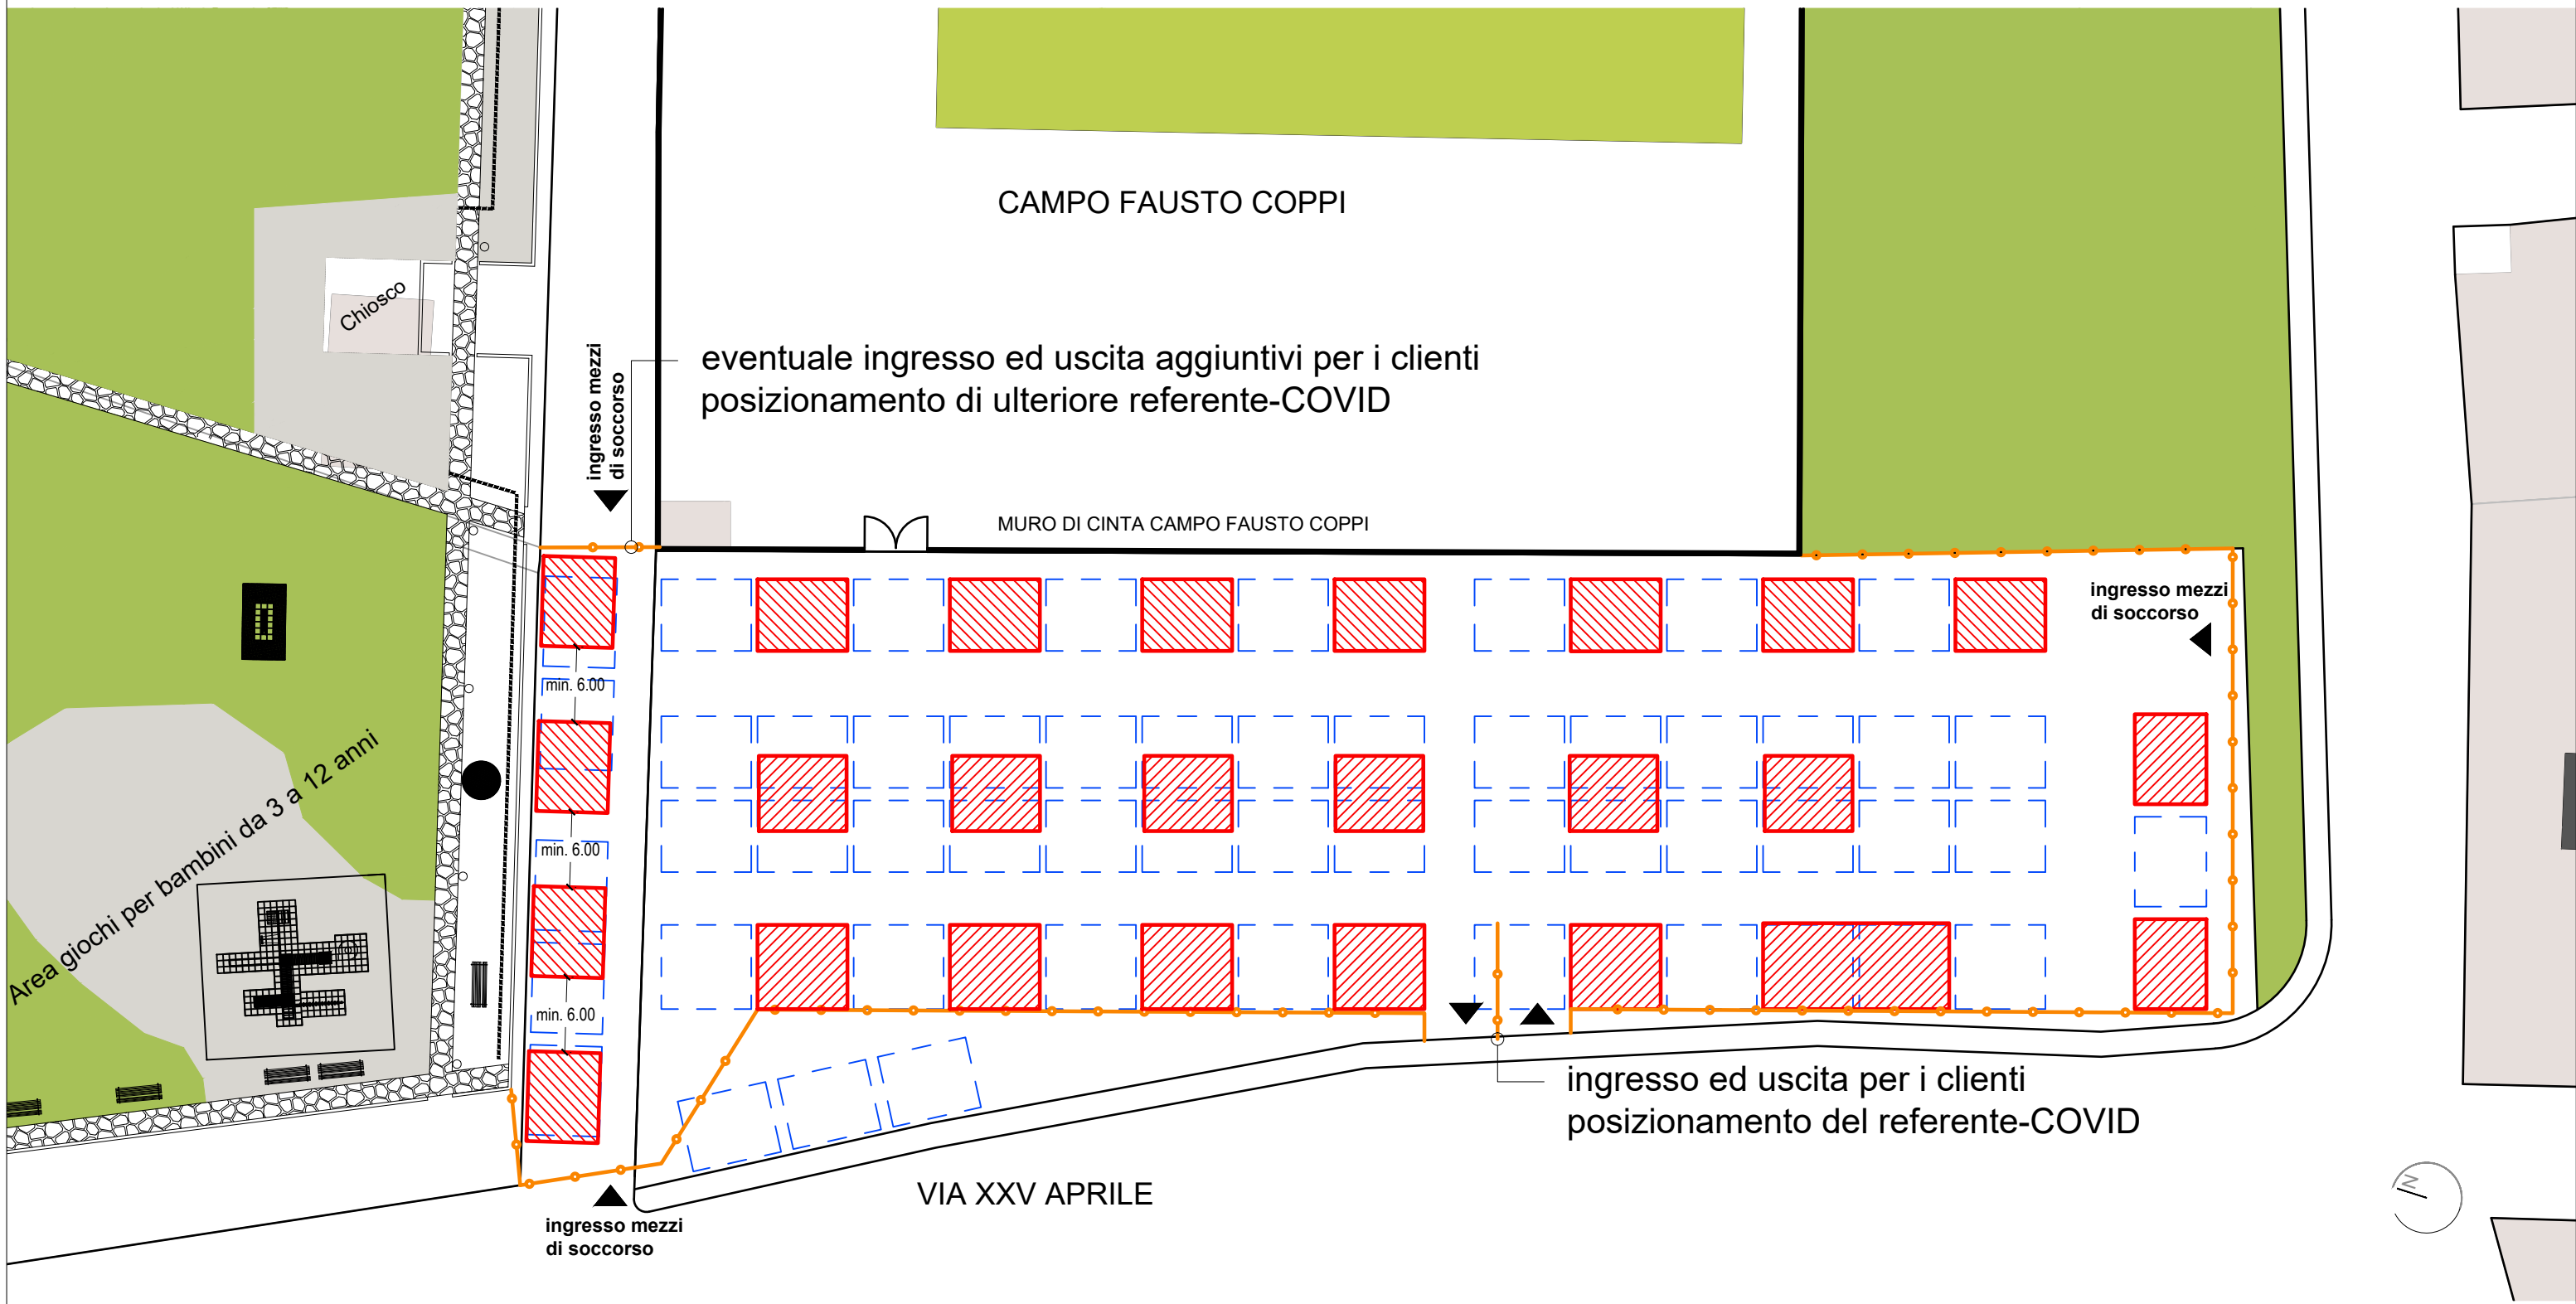 CAMPO FAUSTO COPPI
Chiosco
eventuale ingresso ed uscita aggiuntivi per i clienti
posizionamento di ulteriore referente-COVID
ingresso mezzi
di soccorso
MURO DI CINTA CAMPO FAUSTO COPPI
ingresso mezzi
di soccorso
min. 6.00
Area giochi per bambini da 3 a 12 anni
min. 6.00
min. 6.00
ingresso ed uscita per i clienti
posizionamento del referente-COVID
VIA XXV APRILE
N
ingresso mezzi
di soccorso